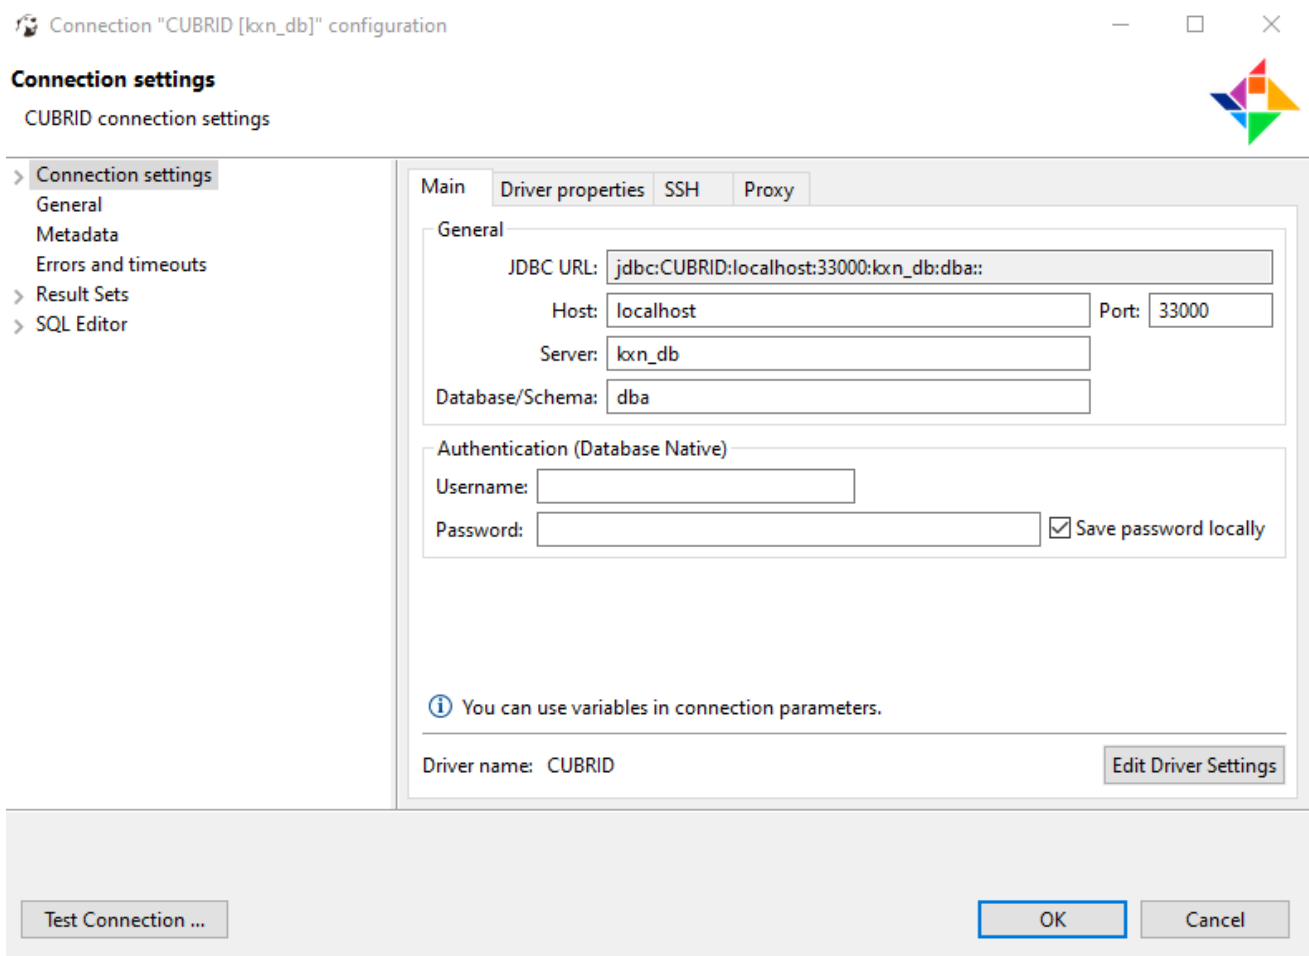 Connection "CUBRID [kxn_db]" configuration
Connection settings
CUBRID connection settings
Connection settings
General
Metadata
Errors and timeouts
Result Sets
SQL Editor
Main Driver properties SSH Proxy
General
JDBC URL: jdbc:CUBRID:localhost:33000:kxn_db:dba::
Host: localhost Port: 33000
Server: kxn_db
Database/Schema: dba
Authentication (Database Native)
Username:
Password: Save password locally
You can use variables in connection parameters.
Driver name: CUBRID Edit Driver Settings
Test Connection ... OK Cancel